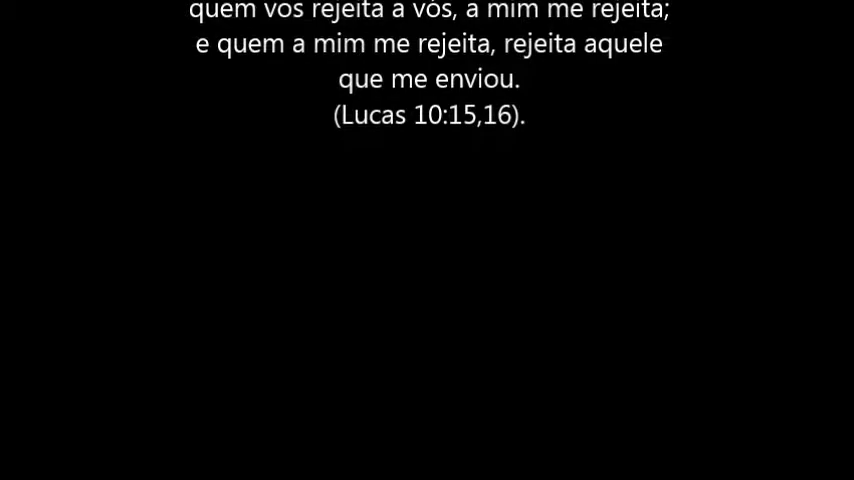 quem vos rejeita a vós, a mim me rejeita;
e quem a mim me rejeita, rejeita aquele
que me enviou.
(Lucas 10:15,16).